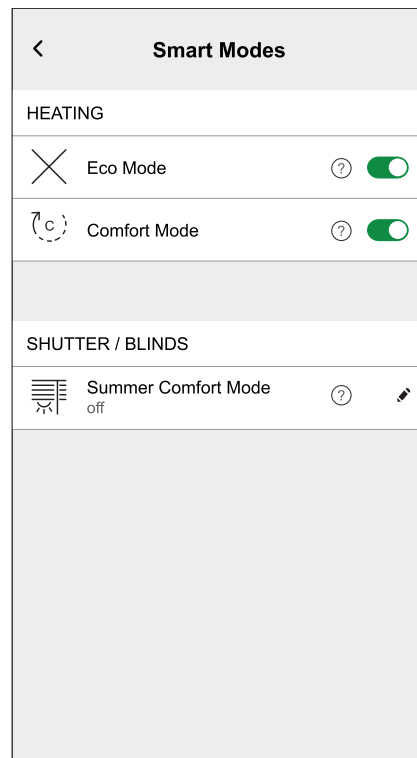 Smart Modes
HEATING
Eco Mode ?
C Comfort Mode ?
SHUTTER / BLINDS
Summer Comfort Mode ?
off